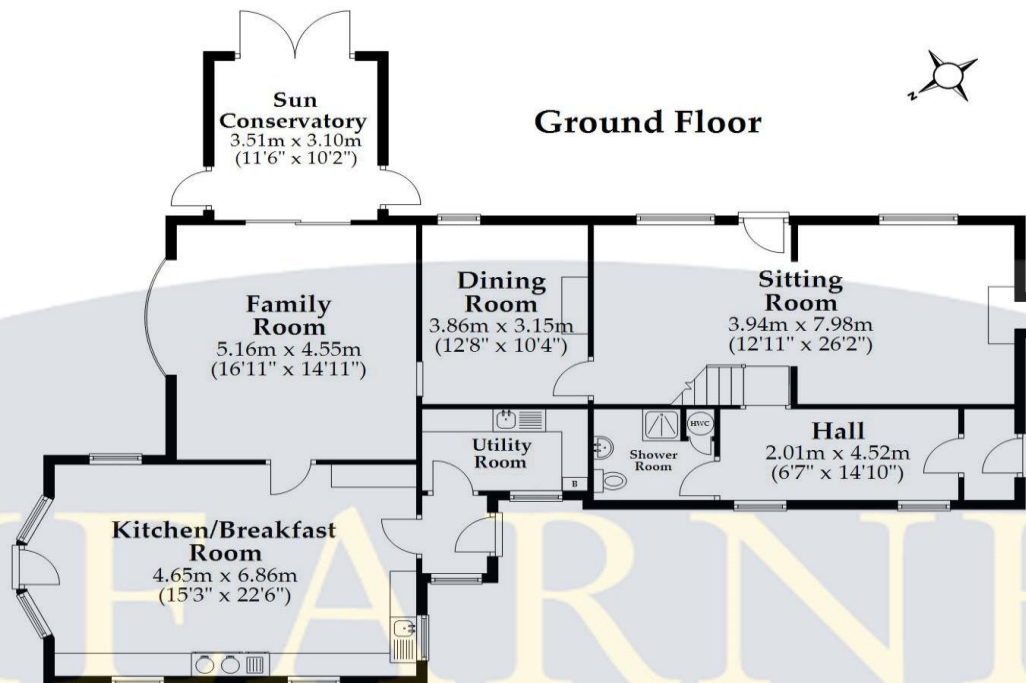 Ground Floor
Sun
Conservatory
3.51m x 3.10m
(11'6" x 10'2")
N
Family
Room
5.16m x 4.55m
(16'11" x 14'11")
Dining
Room
3.86m x 3.15m
(12'8" x 10'4")
Sitting
Room
3.94m x 7.98m
(12'11" x 26'2")
Utility
Room
B
Shower
Room
HWC
Hall
2.01m x 4.52m
(6'7" x 14'10")
Kitchen/Breakfast
Room
4.65m x 6.86m
(15'3" x 22'6")
EARN